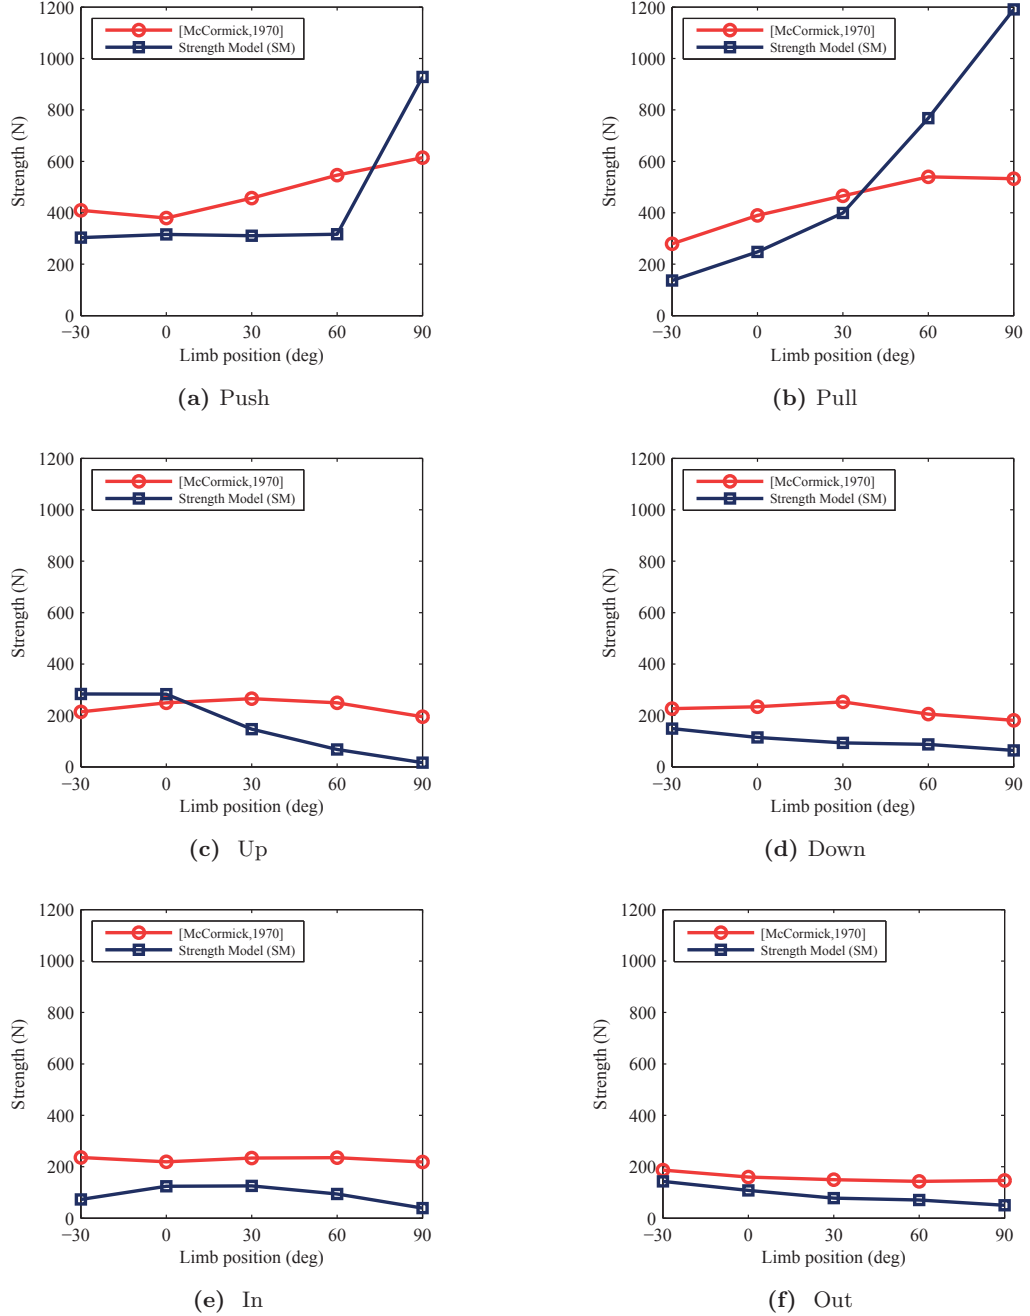 1200
1000
800
600
400
200
0
Strength (N)
[McCormick,1970]
Strength Model (SM)
−30 0 30 60 90
Limb position (deg)
(a) Push
1200
1000
800
600
400
200
0
Strength (N)
[McCormick,1970]
Strength Model (SM)
−30 0 30 60 90
Limb position (deg)
(b) Pull
1200
1000
800
600
400
200
0
Strength (N)
[McCormick,1970]
Strength Model (SM)
−30 0 30 60 90
Limb position (deg)
(c) Up
1200
1000
800
600
400
200
0
Strength (N)
[McCormick,1970]
Strength Model (SM)
−30 0 30 60 90
Limb position (deg)
(d) Down
1200
1000
800
600
400
200
0
Strength (N)
[McCormick,1970]
Strength Model (SM)
−30 0 30 60 90
Limb position (deg)
(e) In
1200
1000
800
600
400
200
0
Strength (N)
[McCormick,1970]
Strength Model (SM)
−30 0 30 60 90
Limb position (deg)
(f) Out